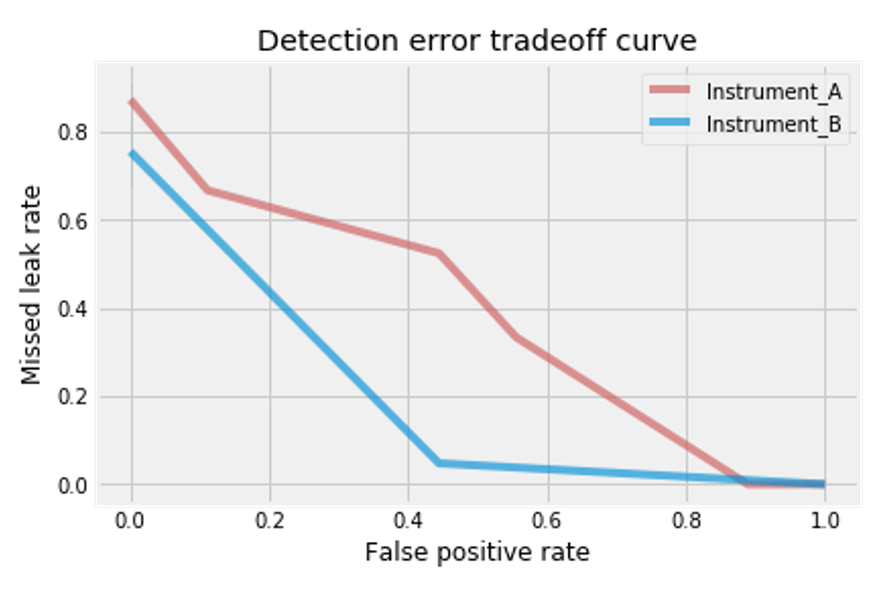 Detection error tradeoff curve
Instrument_A
Instrument_B
Missed leak rate
0.8
0.6
0.4
0.2
0.0
0.0 0.2 0.4 0.6 0.8 1.0
False positive rate